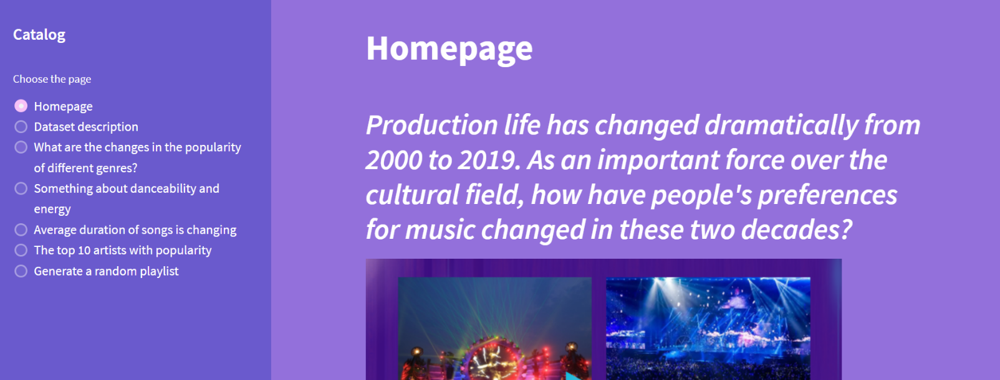 Catalog
Choose the page
Homepage
Dataset description
What are the changes in the popularity
of different genres?
Something about danceability and
energy
Average duration of songs is changing
The top 10 artists with popularity
Generate a random playlist
Homepage
Production life has changed dramatically from
2000 to 2019. As an important force over the
cultural field, how have people's preferences
for music changed in these two decades?